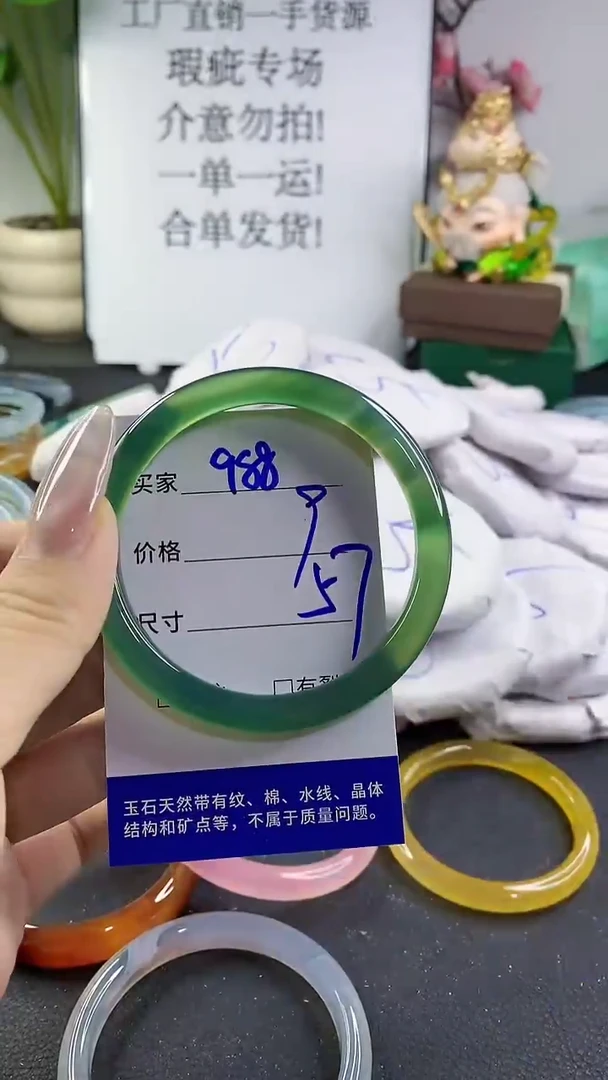 工厂直销一手货源
瑕疵专场
介意勿拍!
一单一运!
合单发货!
买家 988
价格
尺寸 57
□有裂
玉石天然带有纹、棉、水线、晶体
结构和矿点等，不属于质量问题。